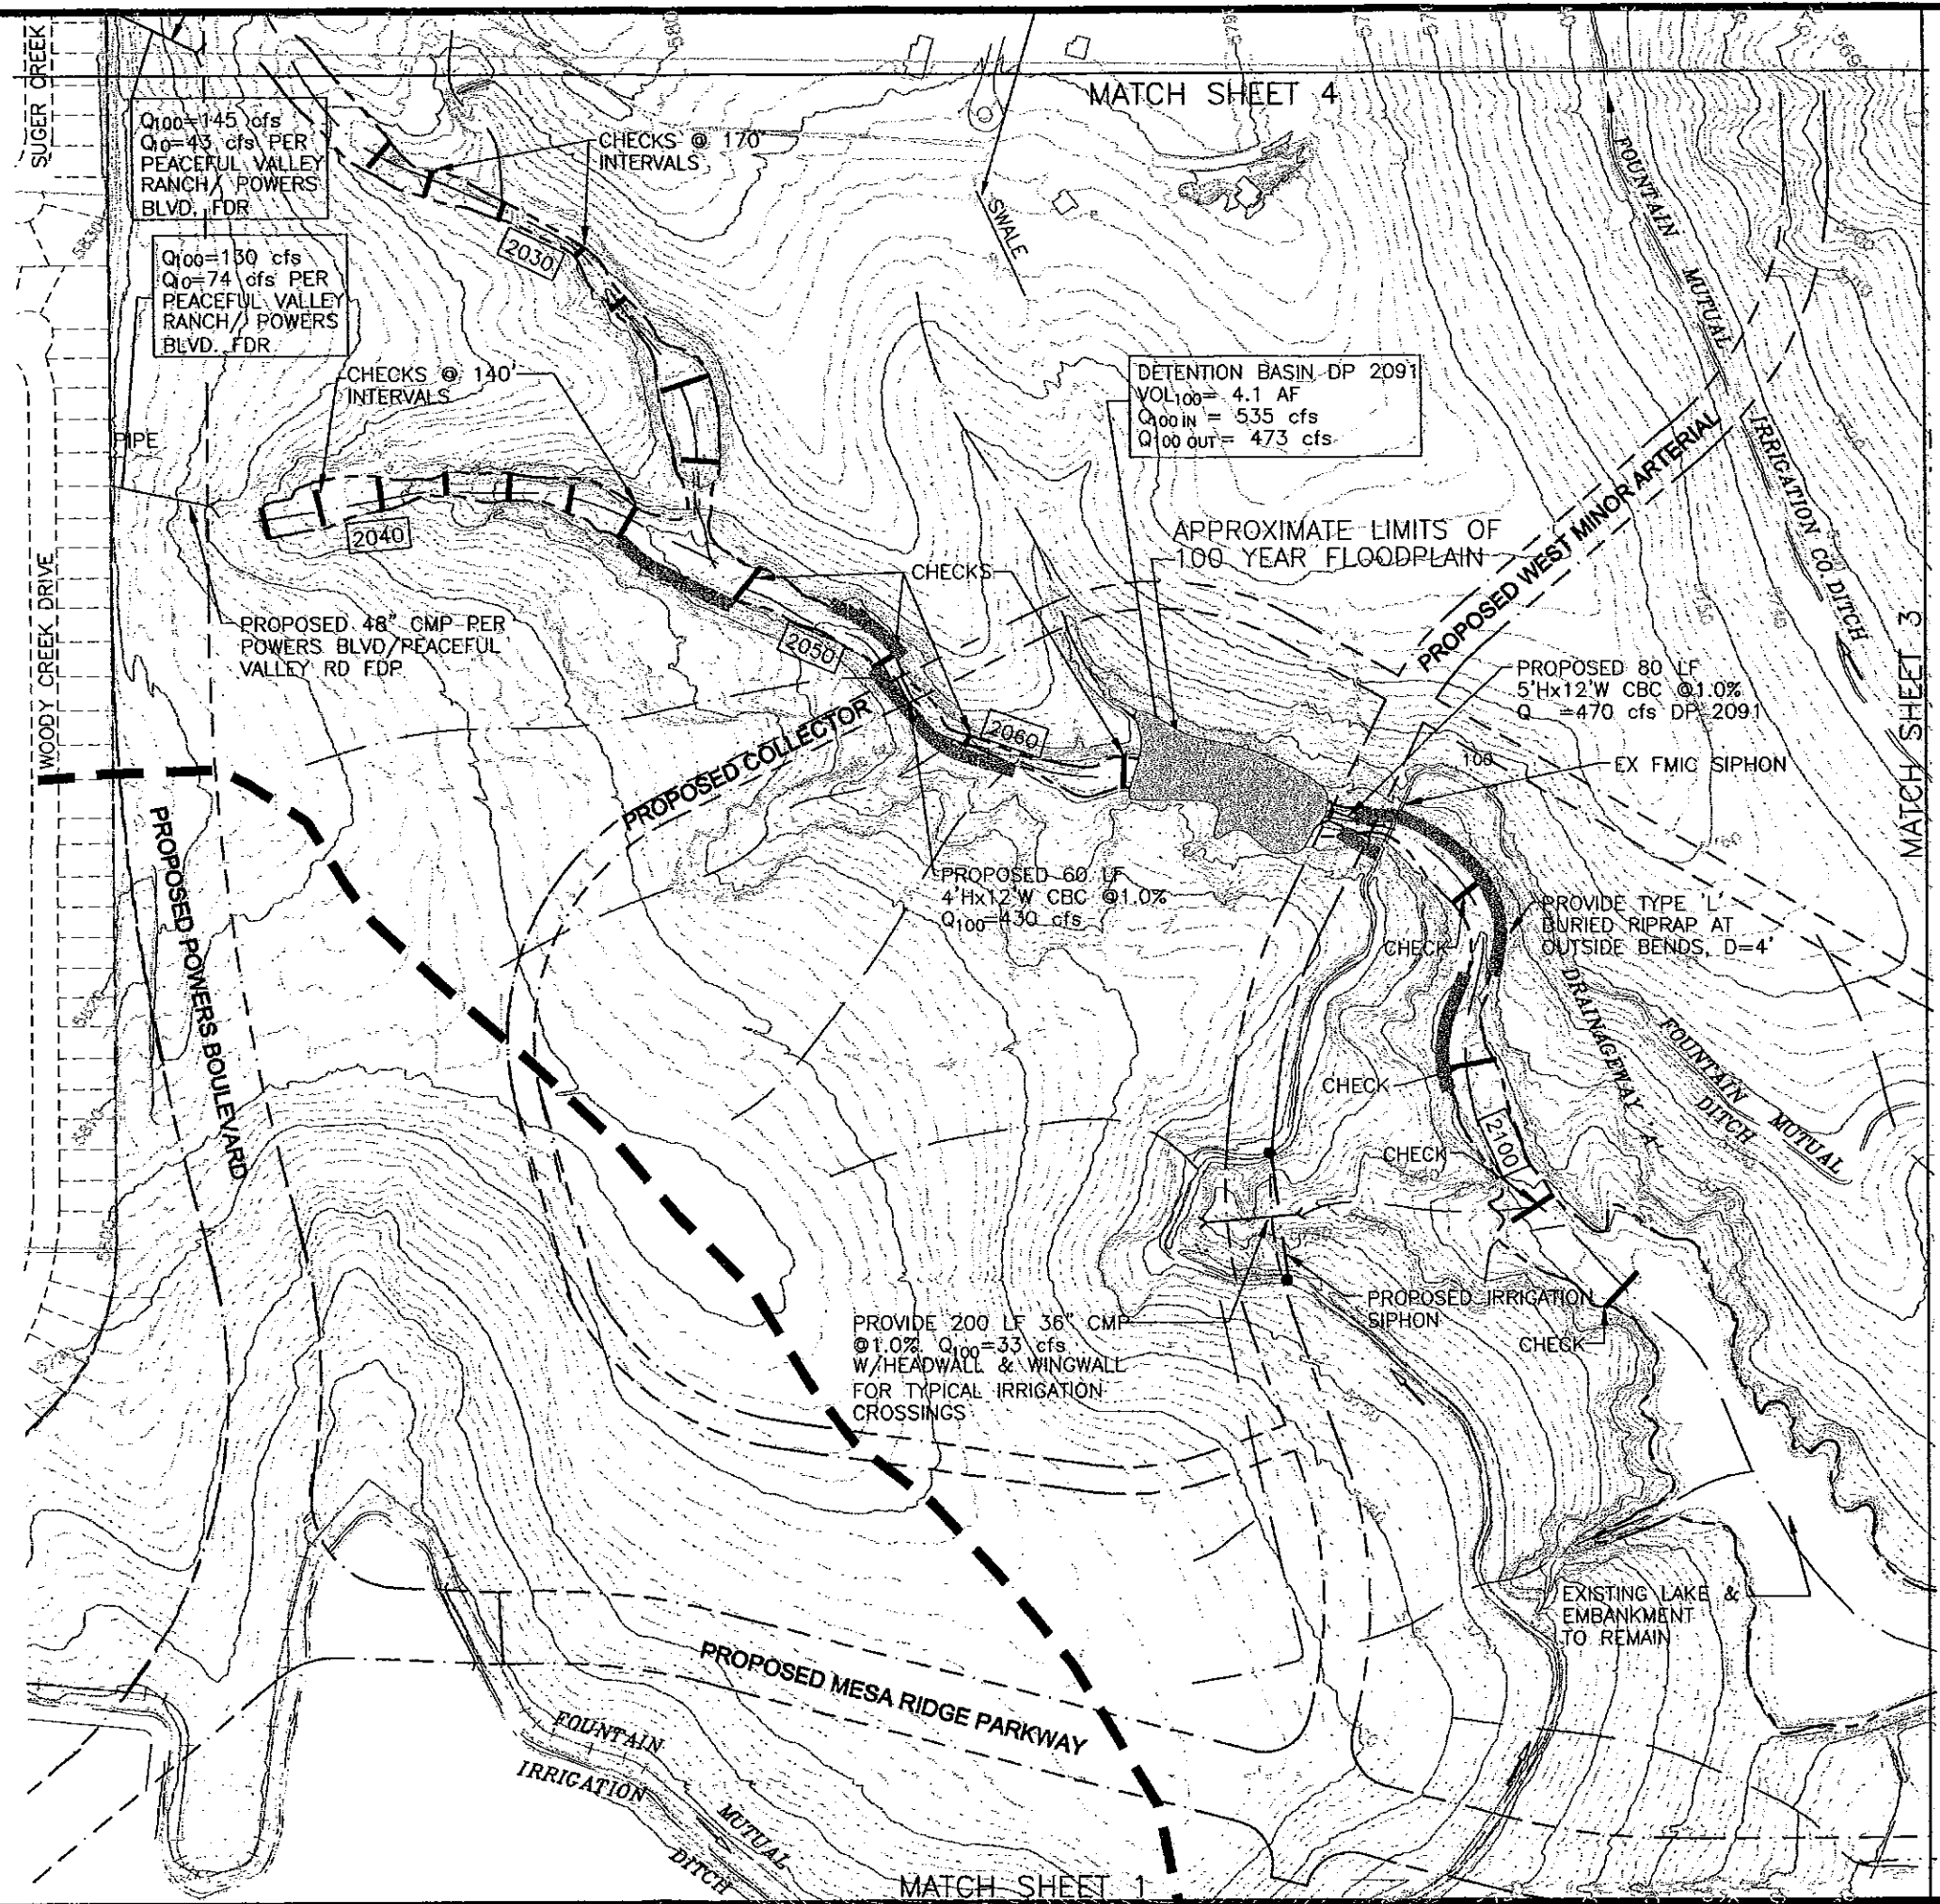 SUGER CREEK
MATCH SHEET 4
Q100=145 cfs
Q10=43 cfs PER
PEACEFUL VALLEY
RANCH/ POWERS
BLVD. FDR
CHECKS @ 170'
INTERVALS
SWALE
FOUNTAIN MUTUAL
IRRIGATION CO. DITCH
2030
Q100=130 cfs
Q10=74 cfs PER
PEACEFUL VALLEY
RANCH/ POWERS
BLVD. FDR
CHECKS @ 140'
INTERVALS
PIPE
DETENTION BASIN DP 2091
VOL100= 4.1 AF
Q100 IN = 535 cfs
Q100 OUT = 473 cfs
2040
APPROXIMATE LIMITS OF
100 YEAR FLOODPLAIN
PROPOSED WEST MINOR ARTERIAL
CHECKS
WOODY CREEK DRIVE
PROPOSED 48" CMP PER
POWERS BLVD/PEACEFUL
VALLEY RD FDP
2050
PROPOSED COLLECTOR
2060
PROPOSED 80 LF
5'Hx12'W CBC @1.0%
Q =470 cfs DP 2091
100
EX FMIC SIPHON
MATCH SHEET 3
PROPOSED POWERS BOULEVARD
PROPOSED 60 LF
4'Hx12'W CBC @1.0%
Q100=430 cfs
PROVIDE TYPE 'L'
BURIED RIPRAP AT
OUTSIDE BENDS, D=4'
CHECK
DRAINAGEWAY 'A'
FOUNTAIN MUTUAL
DITCH
CHECK
CHECK
2100
PROPOSED IRRIGATION
SIPHON
CHECK
PROVIDE 200 LF 36" CMP
@1.0% Q100=33 cfs
W/HEADWALL & WINGWALL
FOR TYPICAL IRRIGATION
CROSSINGS
EXISTING LAKE &
EMBANKMENT
TO REMAIN
PROPOSED MESA RIDGE PARKWAY
FOUNTAIN MUTUAL
IRRIGATION DITCH
MATCH SHEET 1